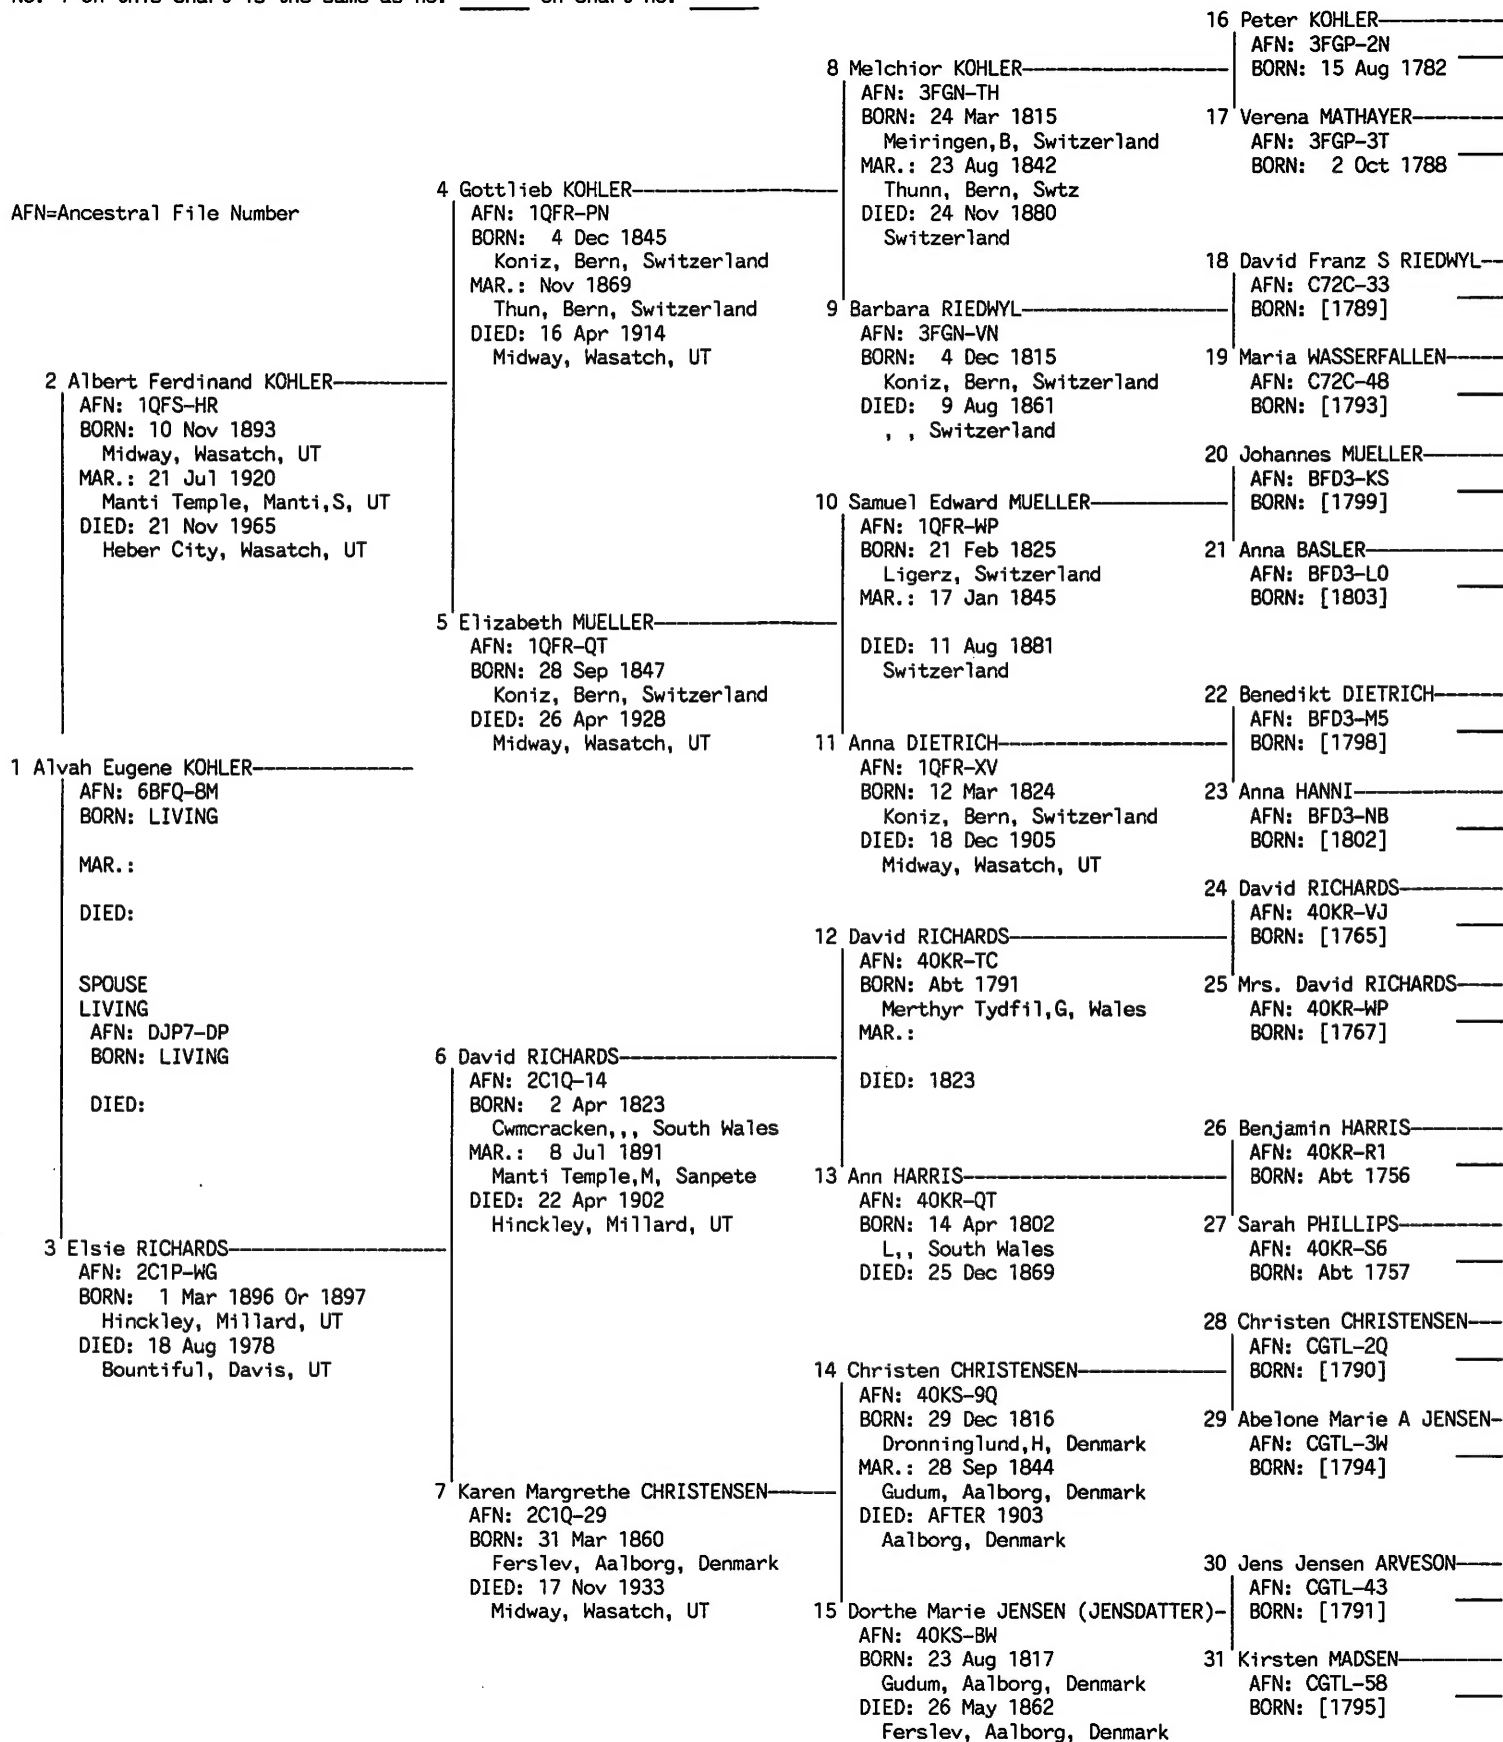 AFN=Ancestral File Number
1 Alvah Eugene KOHLER
AFN: 6BFQ-8M
BORN: LIVING
MAR.:
DIED:
SPOUSE
LIVING
AFN: DJP7-DP
BORN: LIVING
DIED:
2 Albert Ferdinand KOHLER
AFN: 1QFS-HR
BORN: 10 Nov 1893
Midway, Wasatch, UT
MAR.: 21 Jul 1920
Manti Temple, Manti,S, UT
DIED: 21 Nov 1965
Heber City, Wasatch, UT
3 Elsie RICHARDS
AFN: 2C1P-WG
BORN: 1 Mar 1896 Or 1897
Hinckley, Millard, UT
DIED: 18 Aug 1978
Bountiful, Davis, UT
4 Gottlieb KOHLER
AFN: 1QFR-PN
BORN: 4 Dec 1845
Koniz, Bern, Switzerland
MAR.: Nov 1869
Thun, Bern, Switzerland
DIED: 16 Apr 1914
Midway, Wasatch, UT
5 Elizabeth MUELLER
AFN: 1QFR-QT
BORN: 28 Sep 1847
Koniz, Bern, Switzerland
DIED: 26 Apr 1928
Midway, Wasatch, UT
6 David RICHARDS
AFN: 2C1Q-14
BORN: 2 Apr 1823
Cwmcracken,,, South Wales
MAR.: 8 Jul 1891
Manti Temple,M, Sanpete
DIED: 22 Apr 1902
Hinckley, Millard, UT
7 Karen Margrethe CHRISTENSEN
AFN: 2C1Q-29
BORN: 31 Mar 1860
Ferslev, Aalborg, Denmark
DIED: 17 Nov 1933
Midway, Wasatch, UT
8 Melchior KOHLER
AFN: 3FGN-TH
BORN: 24 Mar 1815
Meiringen,B, Switzerland
MAR.: 23 Aug 1842
Thunn, Bern, Swtz
DIED: 24 Nov 1880
Switzerland
9 Barbara RIEDWYL
AFN: 3FGN-VN
BORN: 4 Dec 1815
Koniz, Bern, Switzerland
DIED: 9 Aug 1861
, , Switzerland
10 Samuel Edward MUELLER
AFN: 1QFR-WP
BORN: 21 Feb 1825
Ligerz, Switzerland
MAR.: 17 Jan 1845
DIED: 11 Aug 1881
Switzerland
11 Anna DIETRICH
AFN: 1QFR-XV
BORN: 12 Mar 1824
Koniz, Bern, Switzerland
DIED: 18 Dec 1905
Midway, Wasatch, UT
12 David RICHARDS
AFN: 40KR-TC
BORN: Abt 1791
Merthyr Tydfil,G, Wales
MAR.:
DIED: 1823
13 Ann HARRIS
AFN: 40KR-QT
BORN: 14 Apr 1802
L,, South Wales
DIED: 25 Dec 1869
14 Christen CHRISTENSEN
AFN: 40KS-9Q
BORN: 29 Dec 1816
Dronninglund,H, Denmark
MAR.: 28 Sep 1844
Gudum, Aalborg, Denmark
DIED: AFTER 1903
Aalborg, Denmark
15 Dorthe Marie JENSEN (JENSDATTER)
AFN: 40KS-BW
BORN: 23 Aug 1817
Gudum, Aalborg, Denmark
DIED: 26 May 1862
Ferslev, Aalborg, Denmark
16 Peter KOHLER
AFN: 3FGP-2N
BORN: 15 Aug 1782
17 Verena MATHAYER
AFN: 3FGP-3T
BORN: 2 Oct 1788
18 David Franz S RIEDWYL
AFN: C72C-33
BORN: [1789]
19 Maria WASSERFALLEN
AFN: C72C-48
BORN: [1793]
20 Johannes MUELLER
AFN: BFD3-KS
BORN: [1799]
21 Anna BASLER
AFN: BFD3-L0
BORN: [1803]
22 Benedikt DIETRICH
AFN: BFD3-M5
BORN: [1798]
23 Anna HANNI
AFN: BFD3-NB
BORN: [1802]
24 David RICHARDS
AFN: 40KR-VJ
BORN: [1765]
25 Mrs. David RICHARDS
AFN: 40KR-WP
BORN: [1767]
26 Benjamin HARRIS
AFN: 40KR-R1
BORN: Abt 1756
27 Sarah PHILLIPS
AFN: 40KR-S6
BORN: Abt 1757
28 Christen CHRISTENSEN
AFN: CGTL-2Q
BORN: [1790]
29 Abelone Marie A JENSEN
AFN: CGTL-3W
BORN: [1794]
30 Jens Jensen ARVESON
AFN: CGTL-43
BORN: [1791]
31 Kirsten MADSEN
AFN: CGTL-58
BORN: [1795]